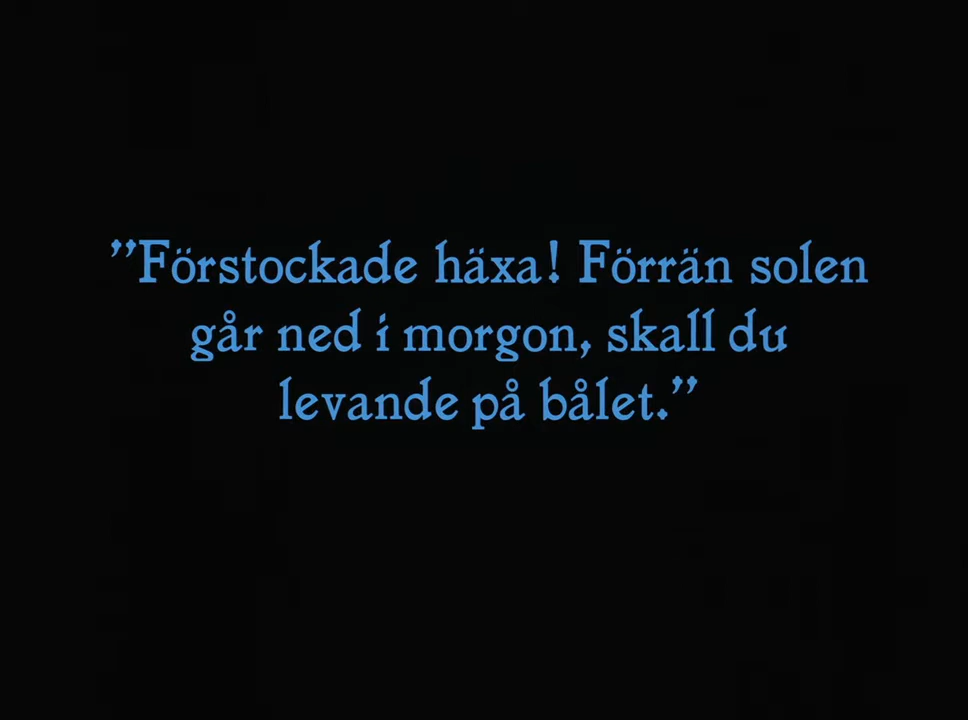 ”Förstockade häxa! Förrän solen
går ned i morgon, skall du
levande på bålet.”